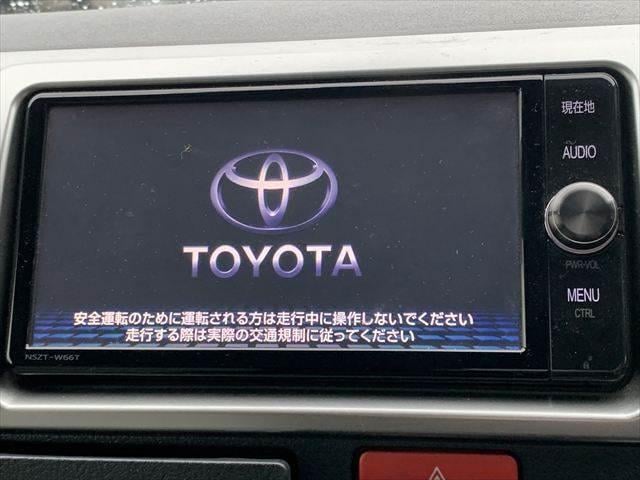 現在地
AUDIO
TOYOTA
PWR•VOL
安全運転のために運転される方は走行中に操作しないでください
走行する際は実際の交通規制に従ってください
MENU
CTRL
NSZT-W66T